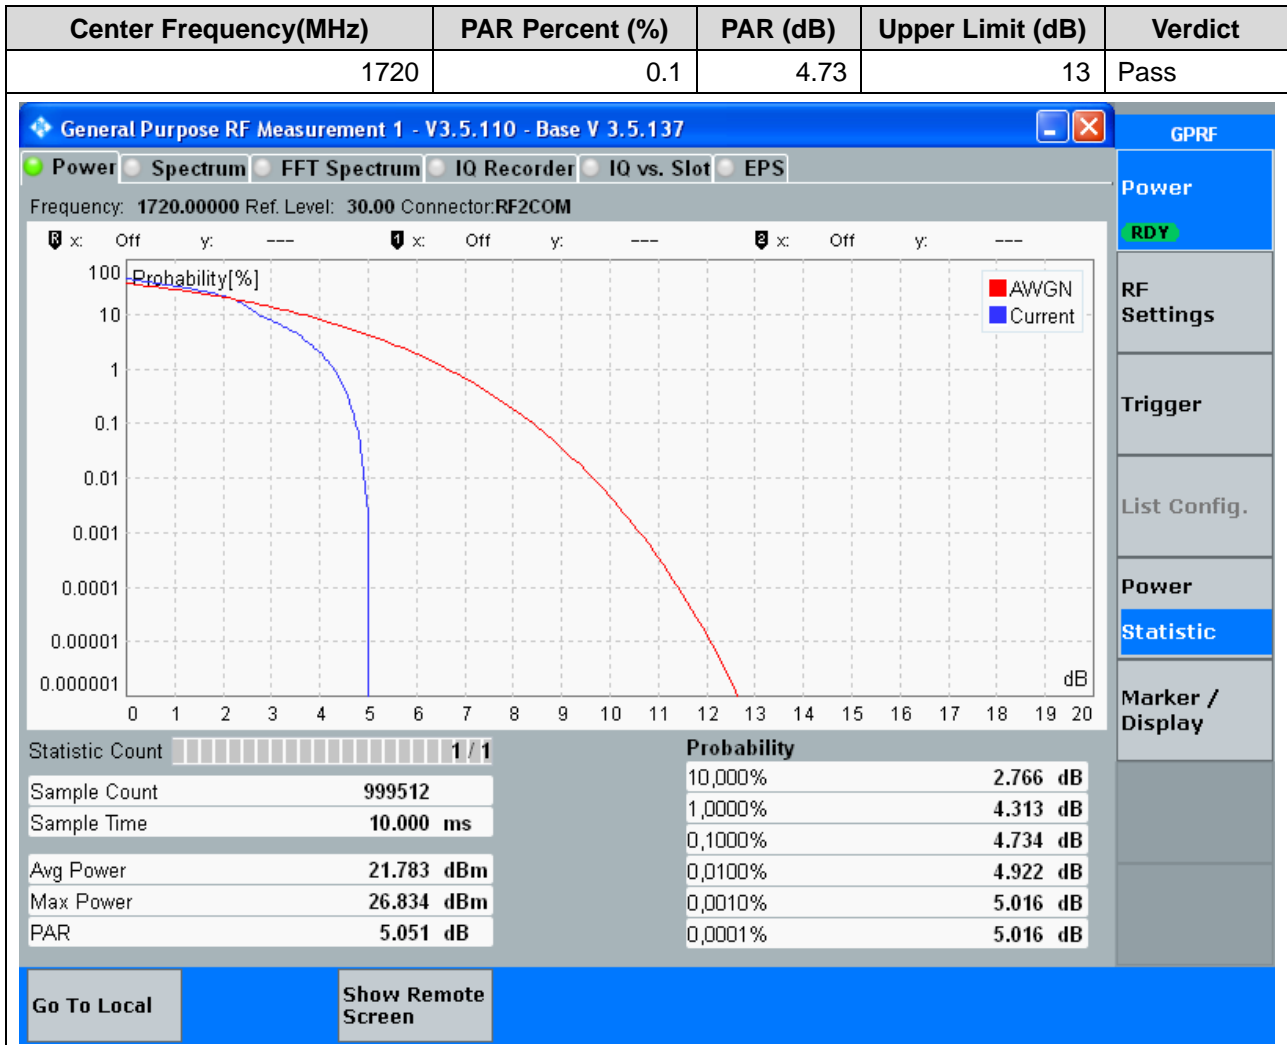 Center Frequency(MHz) PAR Percent (%) PAR (dB) Upper Limit (dB) Verdict
1720 0.1 4.73 13 Pass
General Purpose RF Measurement 1 - V3.5.110 - Base V 3.5.137
GPRF
Power Spectrum FFT Spectrum IQ Recorder IQ vs. Slot EPS
Frequency: 1720.00000 Ref. Level: 30.00 Connector:RF2COM
R x: Off y: --- 1 x: Off y: --- 2 x: Off y: ---
Probability[%]
AWGN
Current
100
10
1
0.1
0.01
0.001
0.0001
0.00001
0.000001
dB
0 1 2 3 4 5 6 7 8 9 10 11 12 13 14 15 16 17 18 19 20
Statistic Count 1 / 1
Sample Count 999512
Sample Time 10.000 ms
Avg Power 21.783 dBm
Max Power 26.834 dBm
PAR 5.051 dB
Probability
10,000% 2.766 dB
1,0000% 4.313 dB
0,1000% 4.734 dB
0,0100% 4.922 dB
0,0010% 5.016 dB
0,0001% 5.016 dB
Power
RDY
RF
Settings
Trigger
List Config.
Power
Statistic
Marker /
Display
Go To Local
Show Remote
Screen